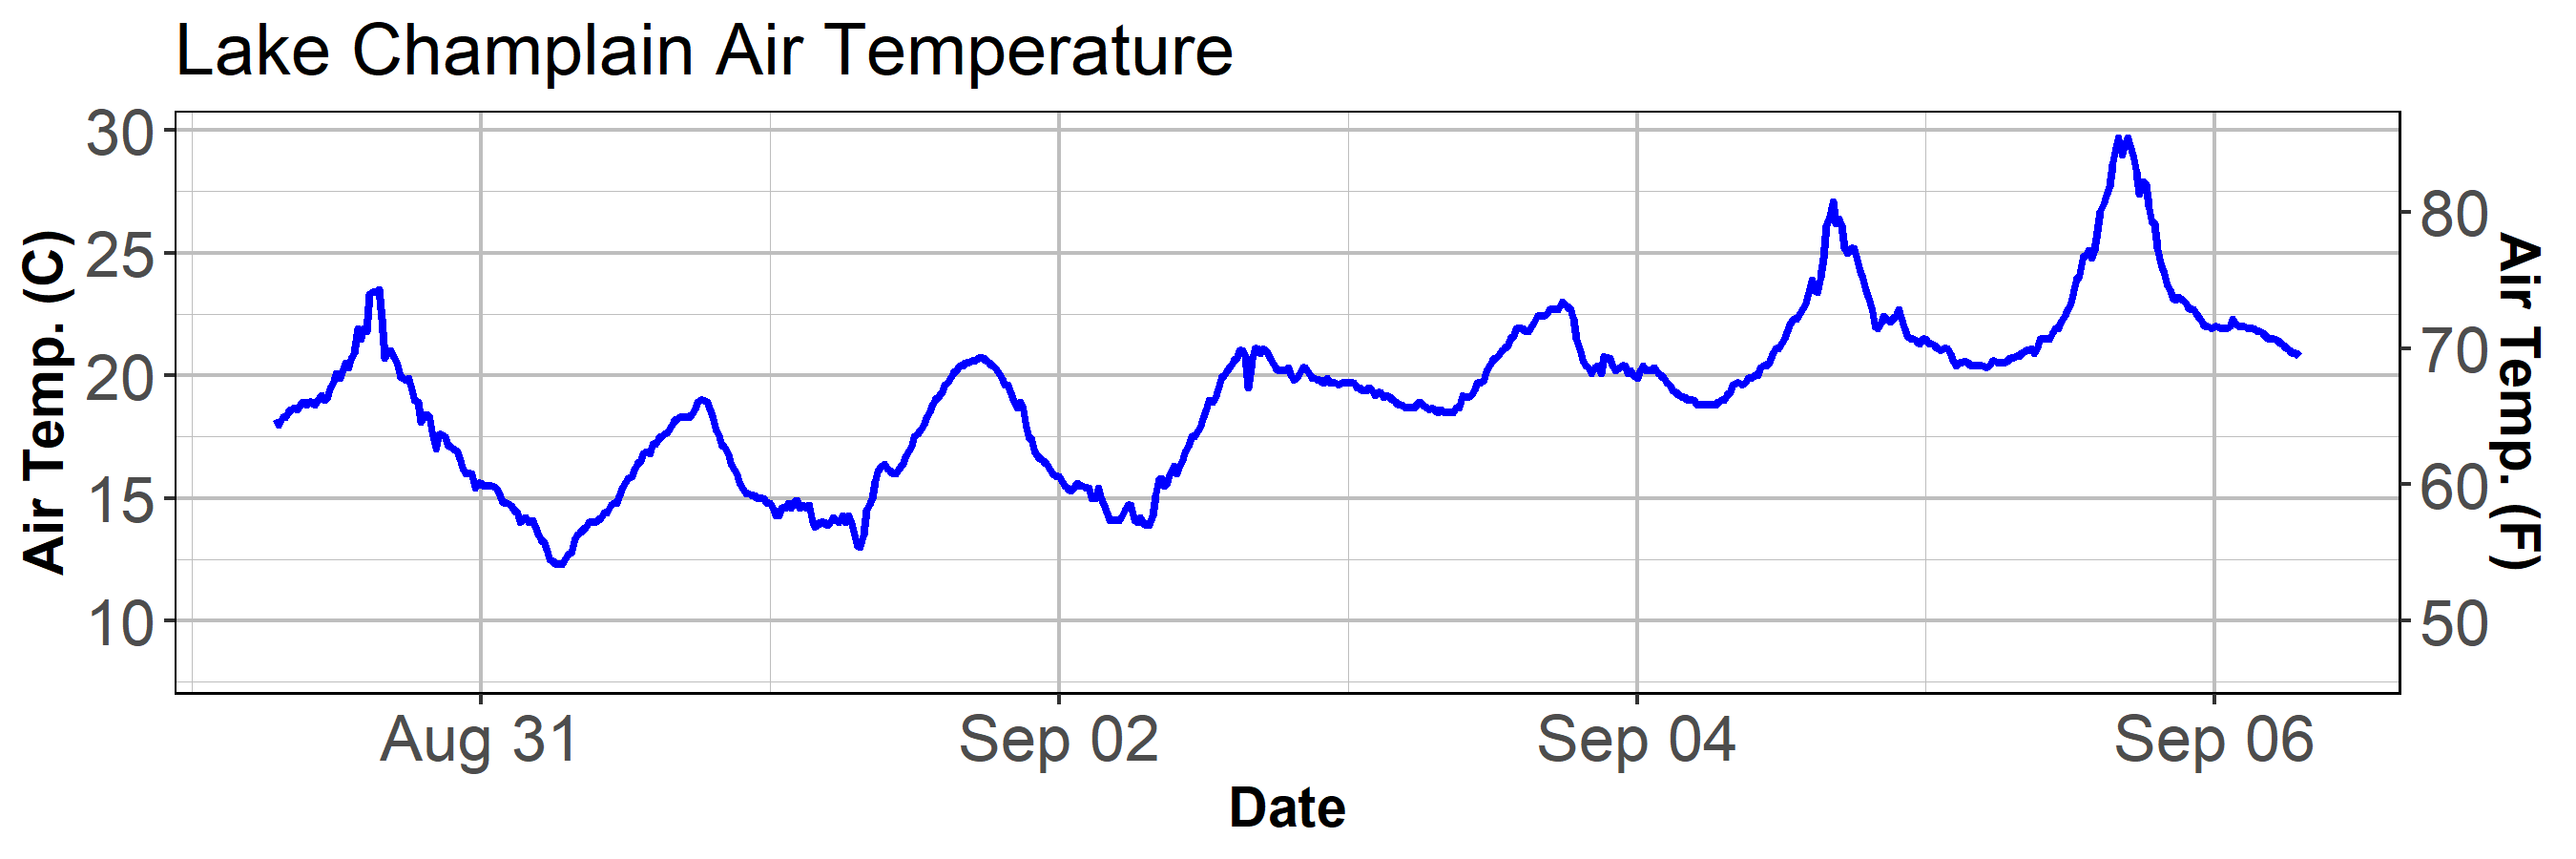 Lake Champlain Air Temperature
Air Temp. (C)
30
25
20
15
10
80
70
60
50
Air Temp. (F)
Aug 31
Sep 02
Sep 04
Sep 06
Date